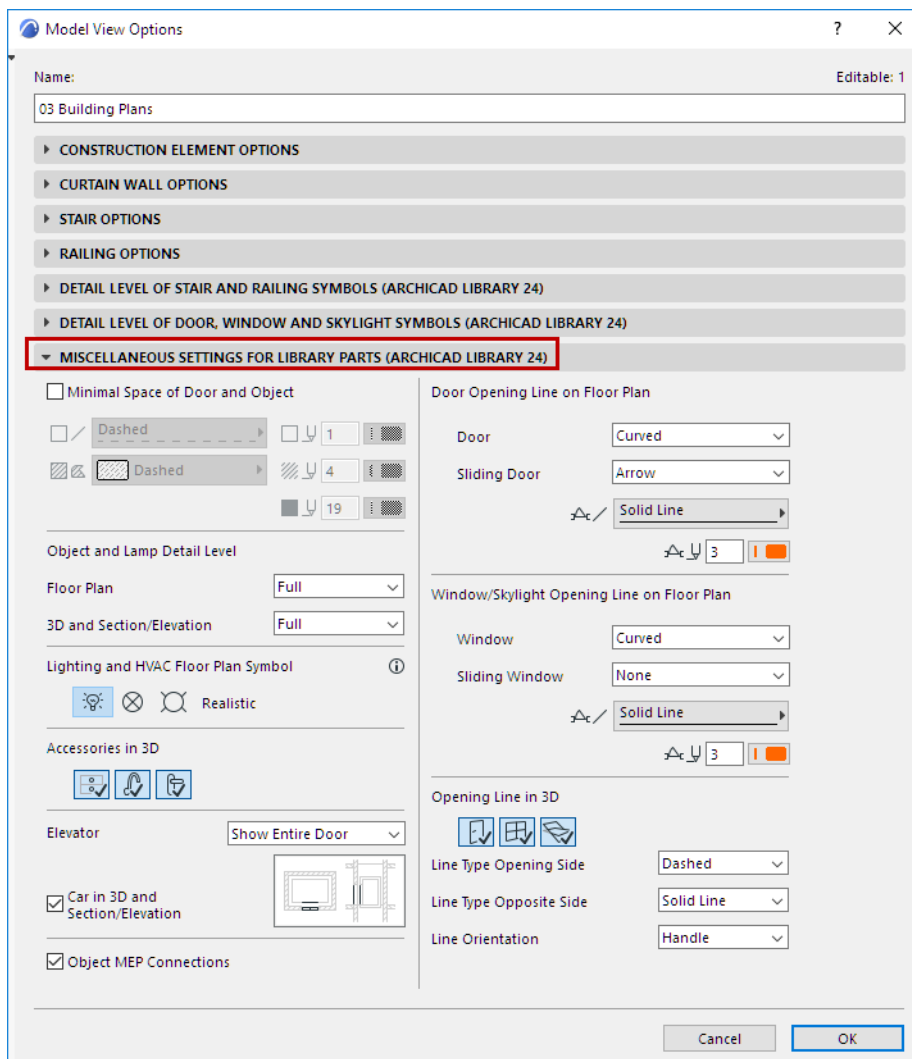 Model View Options
?
Name:
Editable: 1
03 Building Plans
CONSTRUCTION ELEMENT OPTIONS
CURTAIN WALL OPTIONS
STAIR OPTIONS
RAILING OPTIONS
DETAIL LEVEL OF STAIR AND RAILING SYMBOLS (ARCHICAD LIBRARY 24)
DETAIL LEVEL OF DOOR, WINDOW AND SKYLIGHT SYMBOLS (ARCHICAD LIBRARY 24)
MISCELLANEOUS SETTINGS FOR LIBRARY PARTS (ARCHICAD LIBRARY 24)
Minimal Space of Door and Object
Dashed
1
Dashed
4
19
Object and Lamp Detail Level
Floor Plan Full
3D and Section/Elevation Full
Lighting and HVAC Floor Plan Symbol
Realistic
Accessories in 3D
Elevator Show Entire Door
Car in 3D and
Section/Elevation
Object MEP Connections
Door Opening Line on Floor Plan
Door Curved
Sliding Door Arrow
Solid Line
3
Window/Skylight Opening Line on Floor Plan
Window Curved
Sliding Window None
Solid Line
3
Opening Line in 3D
Line Type Opening Side Dashed
Line Type Opposite Side Solid Line
Line Orientation Handle
Cancel
OK